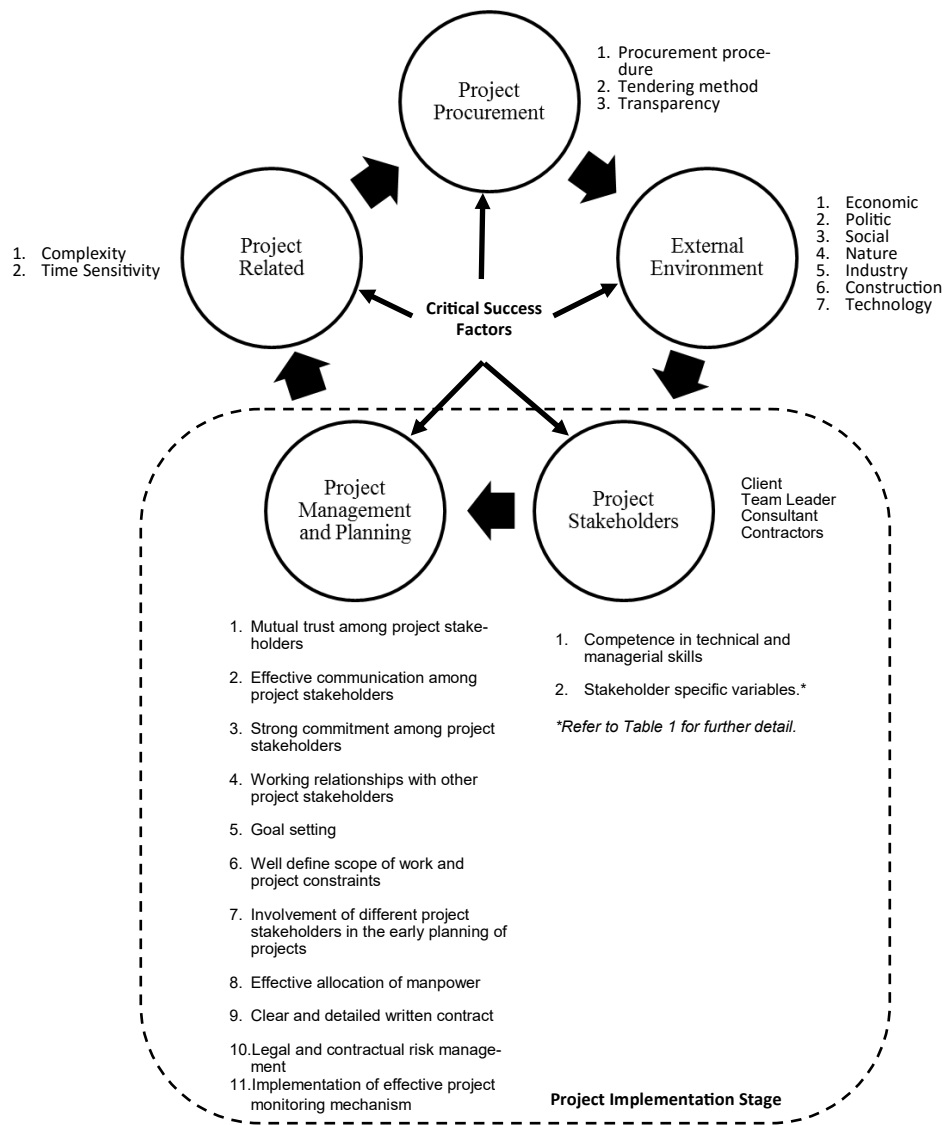 Project
Procurement
1. Procurement proce-
dure
2. Tendering method
3. Transparency
Project
Related
1. Complexity
2. Time Sensitivity
External
Environment
1. Economic
2. Politic
3. Social
4. Nature
5. Industry
6. Construction
7. Technology
Critical Success
Factors
Project
Management
and Planning
Project
Stakeholders
Client
Team Leader
Consultant
Contractors
1. Mutual trust among project stake-
holders
2. Effective communication among
project stakeholders
3. Strong commitment among project
stakeholders
4. Working relationships with other
project stakeholders
5. Goal setting
6. Well define scope of work and
project constraints
7. Involvement of different project
stakeholders in the early planning of
projects
8. Effective allocation of manpower
9. Clear and detailed written contract
10.Legal and contractual risk manage-
ment
11.Implementation of effective project
monitoring mechanism
1. Competence in technical and
managerial skills
2. Stakeholder specific variables.*
*Refer to Table 1 for further detail.
Project Implementation Stage